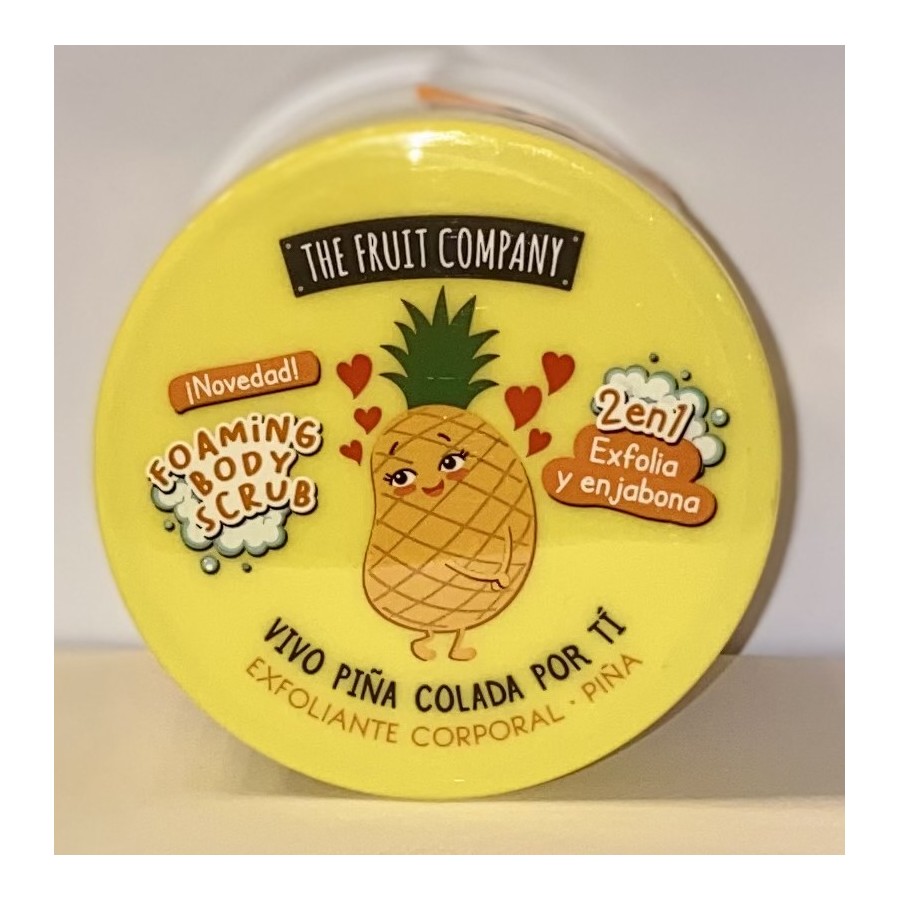 THE FRUIT COMPANY
¡Novedad!
FOAMING
BODY
SCRUB
2en1
Exfolia
y enjabona
VIVO PIÑA COLADA POR TÍ
EXFOLIANTE CORPORAL · PIÑA